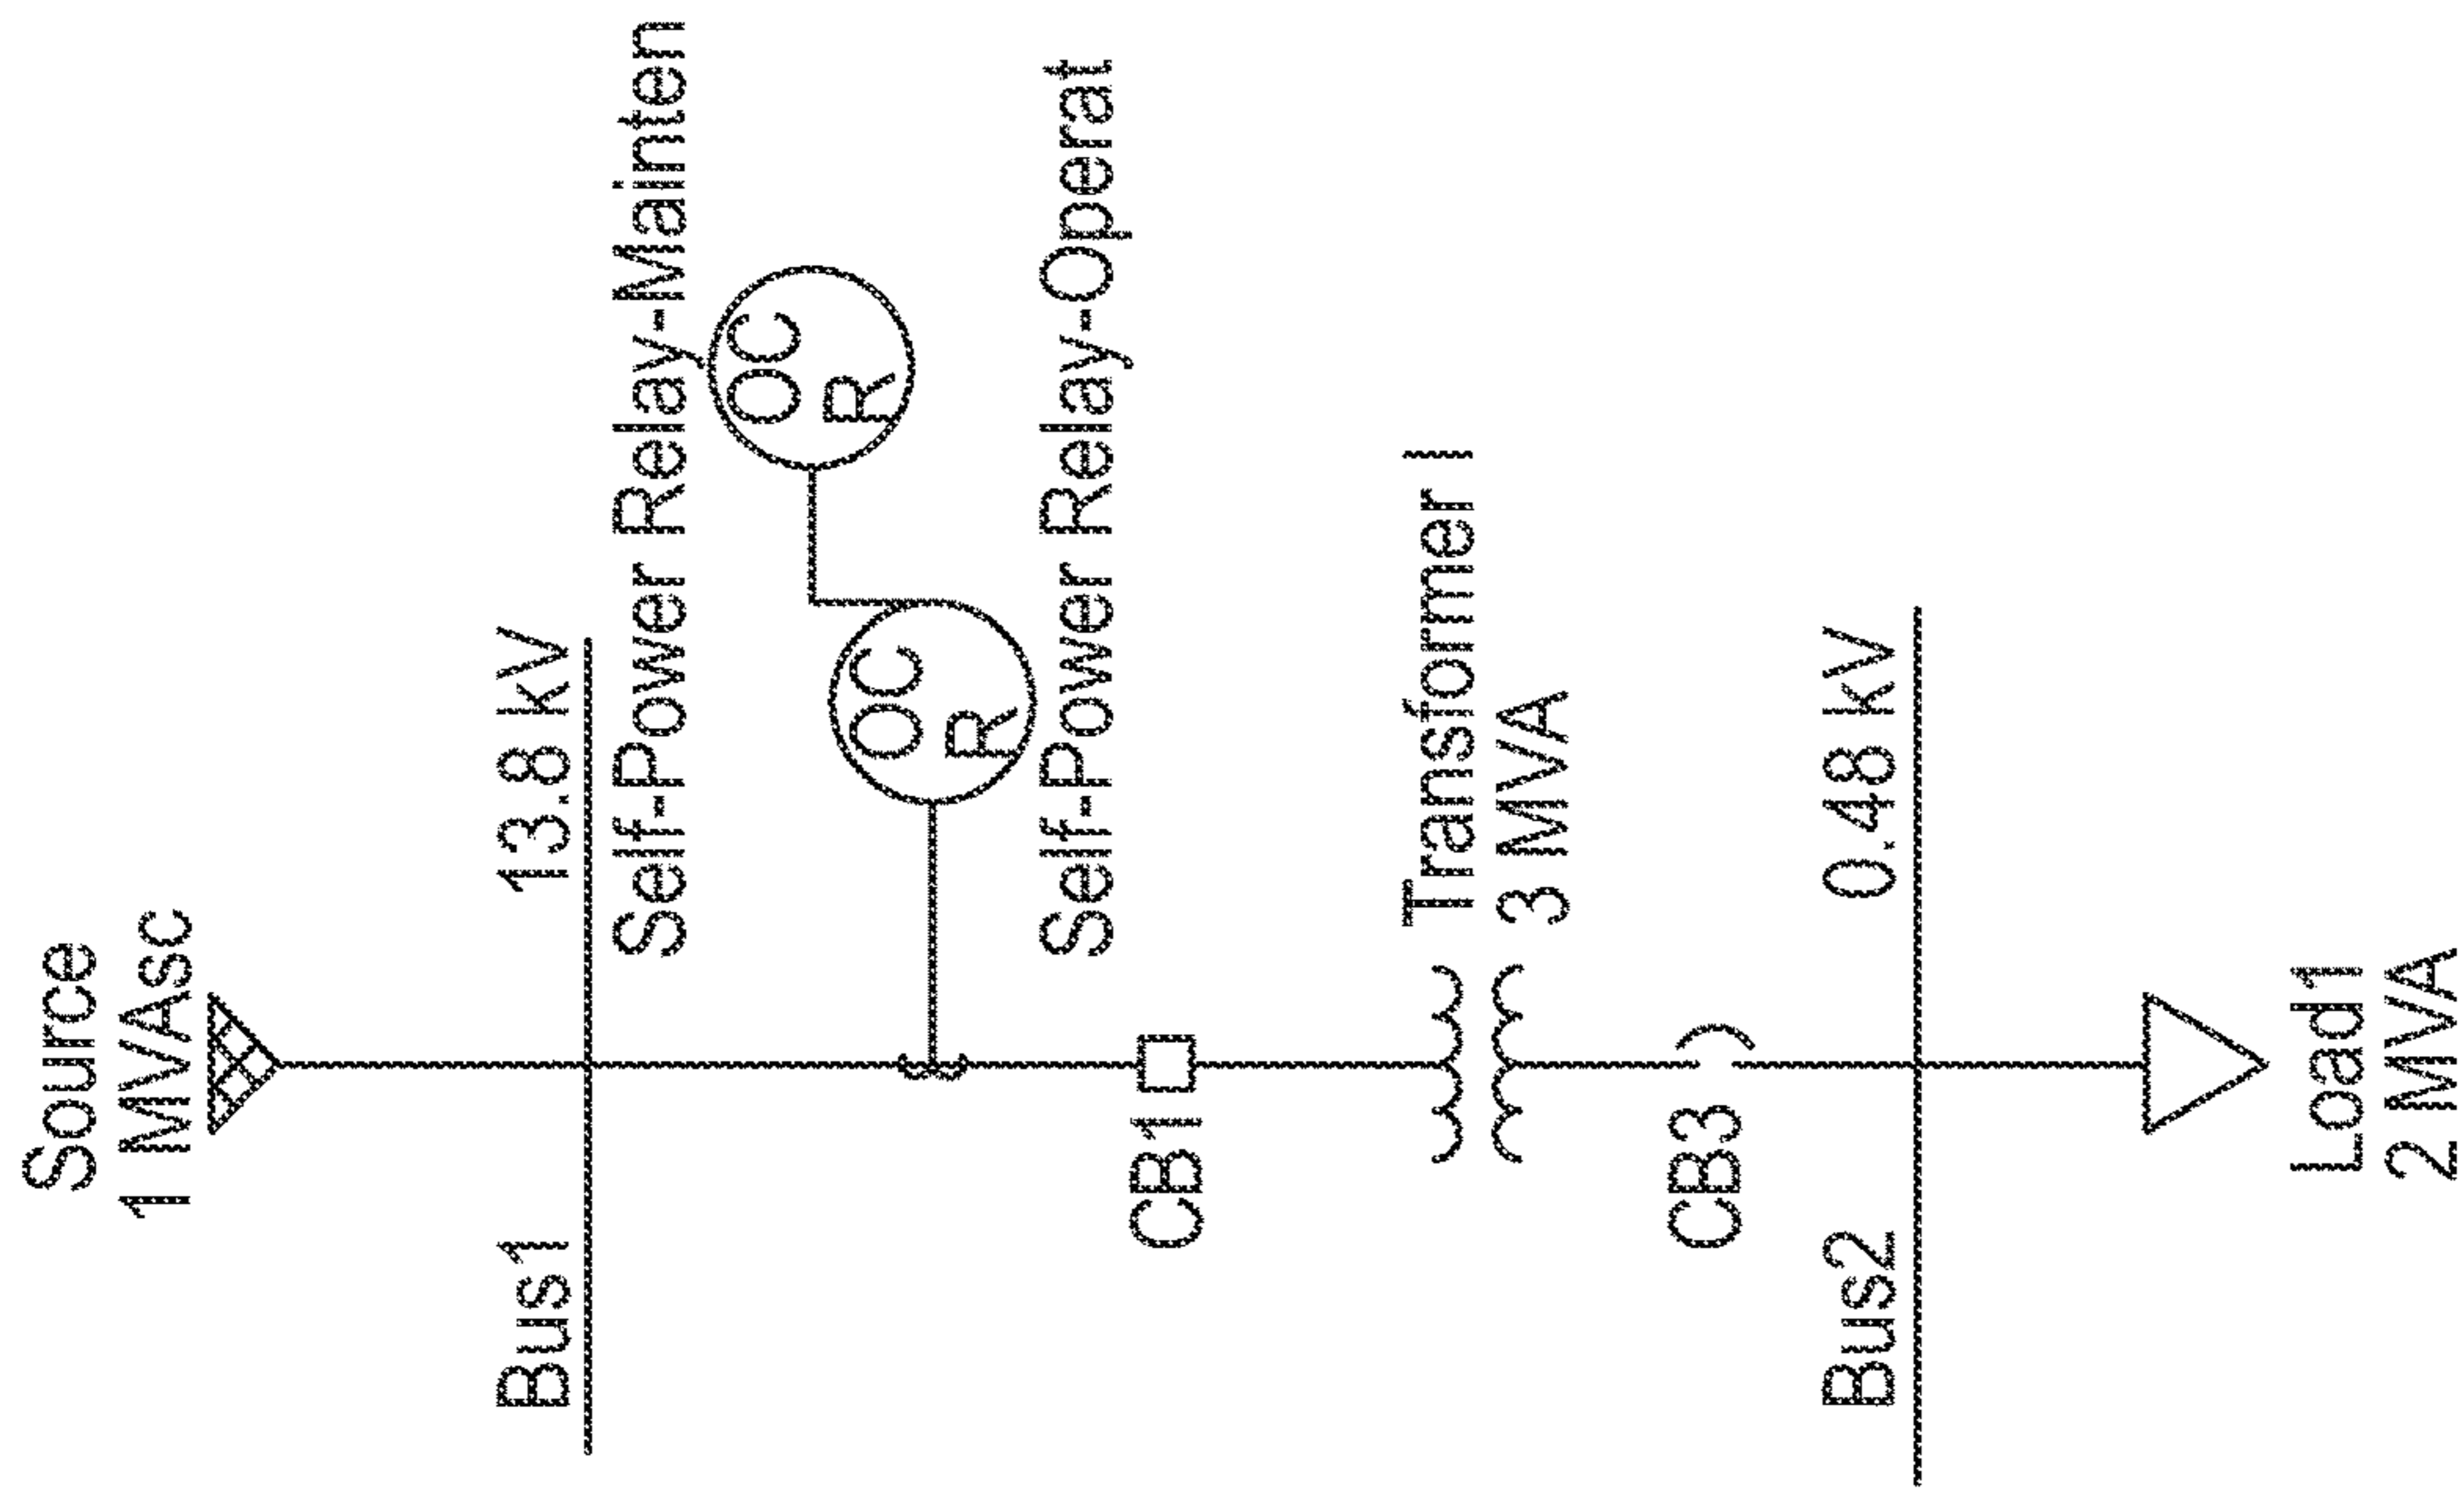 Source
1 MVAsc
Bus1
13.8 kV
Self-Power Relay-Mainten
OC
R
OC
R
Self-Power Relay-Operat
CB1
Transformer 1
3 MVA
CB3
Bus2
0.48 kV
Load1
2 MVA